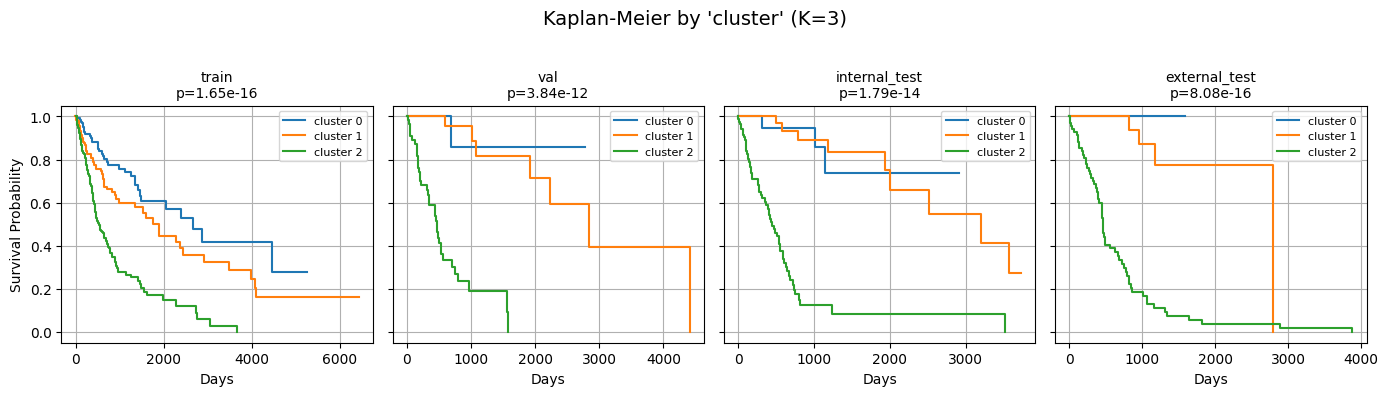 Kaplan-Meier by 'cluster' (K=3)
train
p=1.65e-16
val
p=3.84e-12
internal_test
p=1.79e-14
external_test
p=8.08e-16
Survival Probability
1.0
0.8
0.6
0.4
0.2
0.0
cluster 0
cluster 1
cluster 2
0 2000 4000 6000
Days
cluster 0
cluster 1
cluster 2
0 1000 2000 3000 4000
Days
cluster 0
cluster 1
cluster 2
0 1000 2000 3000
Days
cluster 0
cluster 1
cluster 2
0 1000 2000 3000 4000
Days